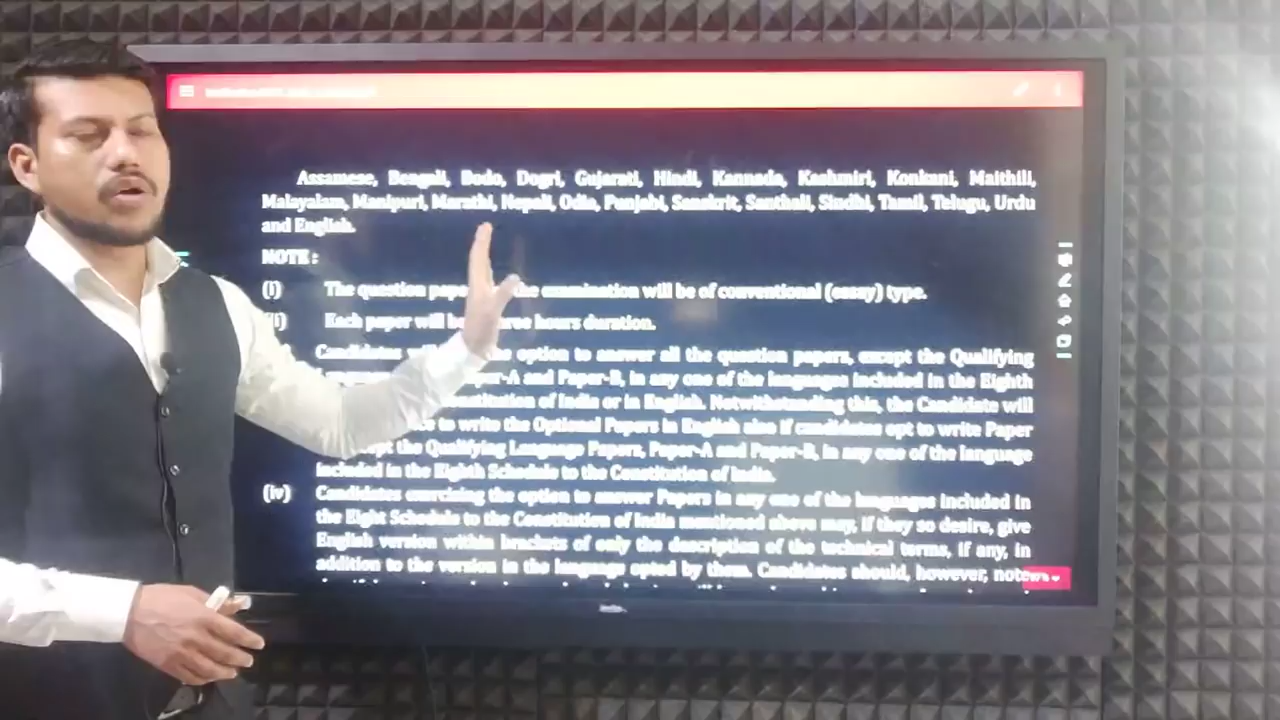 Assamese, Bengali, Bodo, Dogri, Gujarati, Hindi, Kannada, Kashmiri, Konkani, Maithili,
Malayalam, Manipuri, Marathi, Nepali, Odia, Punjabi, Sanskrit, Santhali, Sindhi, Tamil, Telugu, Urdu
and English.
NOTE :
(i) The question the examination will be of conventional (essay) type.
Each paper will hours duration.
Candidates option to answer all the question papers, except the Qualifying
and Paper-B, in any one of the languages included in the Eighth
of India or in English. Notwithstanding this, the Candidate will
to write the Optional Papers in English also if candidates opt to write Paper
the Qualifying Language Papers, Paper-A and Paper-B, in any one of the language
included in the Eighth Schedule to the Constitution of India.
(iv) Candidates exercising the option to answer Papers in any one of the languages included in
the Eight Schedule to the Constitution of India mentioned above may, if they so desire, give
English version within brackets of only the description of the technical terms, if any, in
addition to the version in the language opted by them. Candidates should, however, note